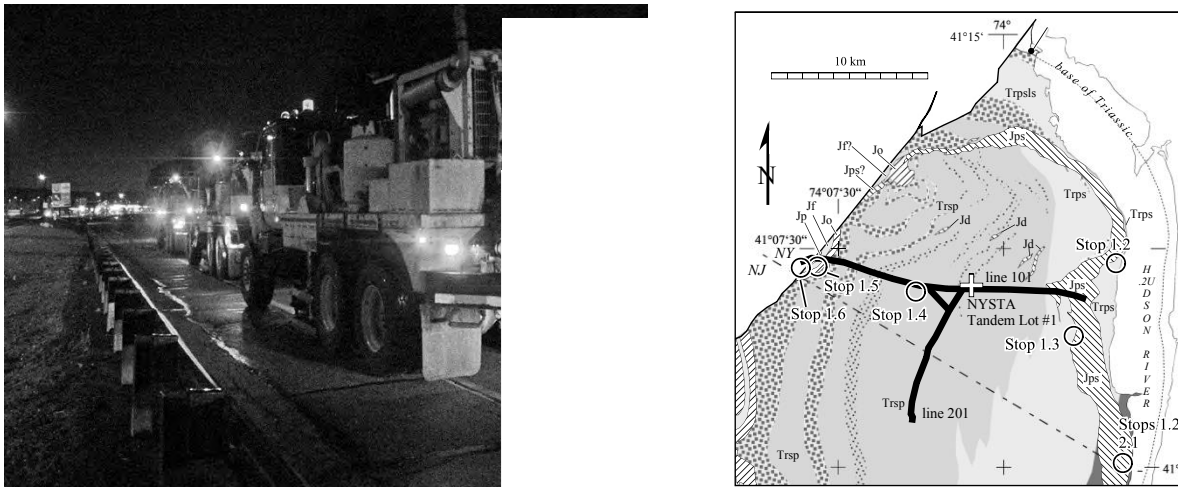 74°
41°15'
10 km
base of Triassic
Trpsls
Jps
Jf?
Jo
Jps?
N
74°07'30"
Trps
Jf
Jp
Jo
Trsp
Jd
Jd
Trps
41°07'30"
NY
NJ
Stop 1.2
Jd
line 101
Stop 1.5
Jps
NYSTA
Tandem Lot #1
Stop 1.4
Stop 1.6
Trps
Stop 1.3
H.2UDSON RIVER
Jps
Trsp
line 201
Stops 1.2
2.1
Trsp
41°